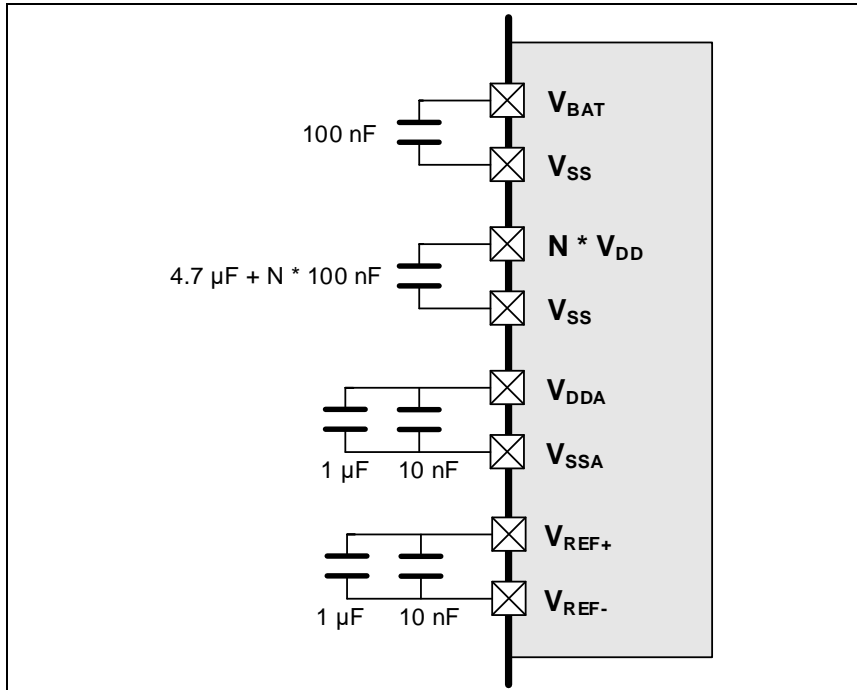 V_BAT
100 nF
V_SS
N * V_DD
4.7 µF + N * 100 nF
V_SS
V_DDA
1 µF 10 nF
V_SSA
V_REF+
1 µF 10 nF
V_REF-